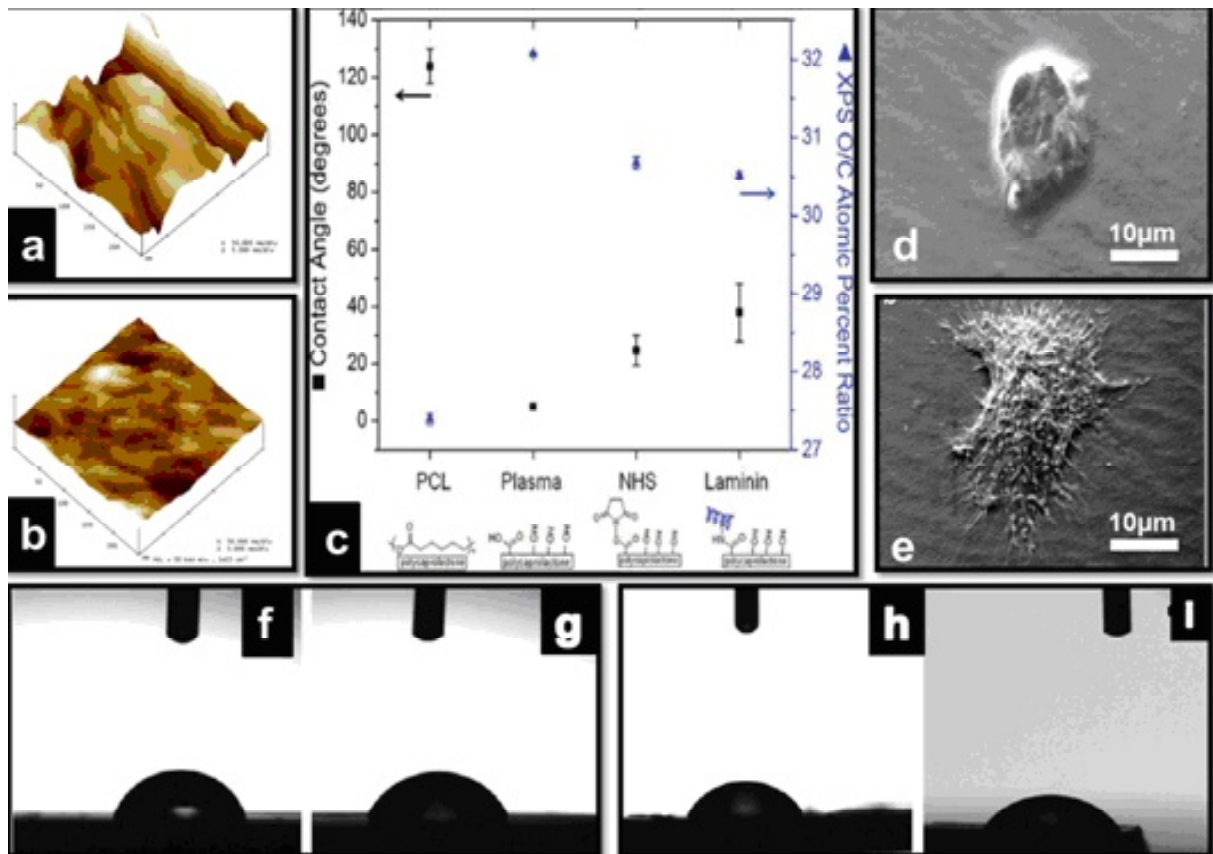 a
b
140
120
100
80
60
40
20
0
■ Contact Angle (degrees)
32
31
30
29
28
27
▲ XPS O/C Atomic Percent Ratio
PCL
Plasma
NHS
Laminin
HO
polycaprolactone
polycaprolactone
polycaprolactone
polycaprolactone
c
d
10µm
e
10µm
f
g
h
i